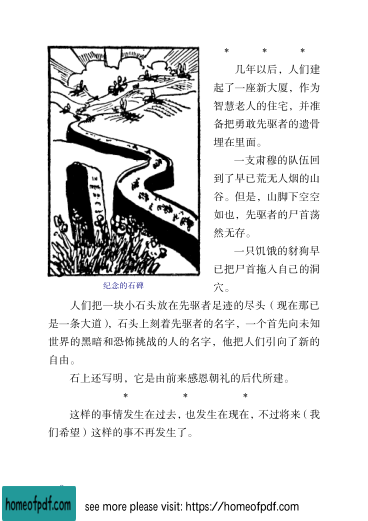 * * *
几年以后，人们建
起了一座新大厦，作为
智慧老人的住宅，并准
备把勇敢先驱者的遗骨
埋在里面。
一支肃穆的队伍回
到了早已荒无人烟的山
谷。但是，山脚下空空
如也，先驱者的尸首荡
然无存。
一只饥饿的豺狗早
已把尸首拖入自己的洞
穴。
纪念的石碑
人们把一块小石头放在先驱者足迹的尽头（现在那已
是一条大道），石头上刻着先驱者的名字，一个首先向未知
世界的黑暗和恐怖挑战的人的名字，他把人们引向了新的
自由。
石上还写明，它是由前来感恩朝礼的后代所建。
* * *
这样的事情发生在过去，也发生在现在，不过将来（我
们希望）这样的事不再发生了。
homeofpdf.com
see more please visit: https://homeofpdf.com